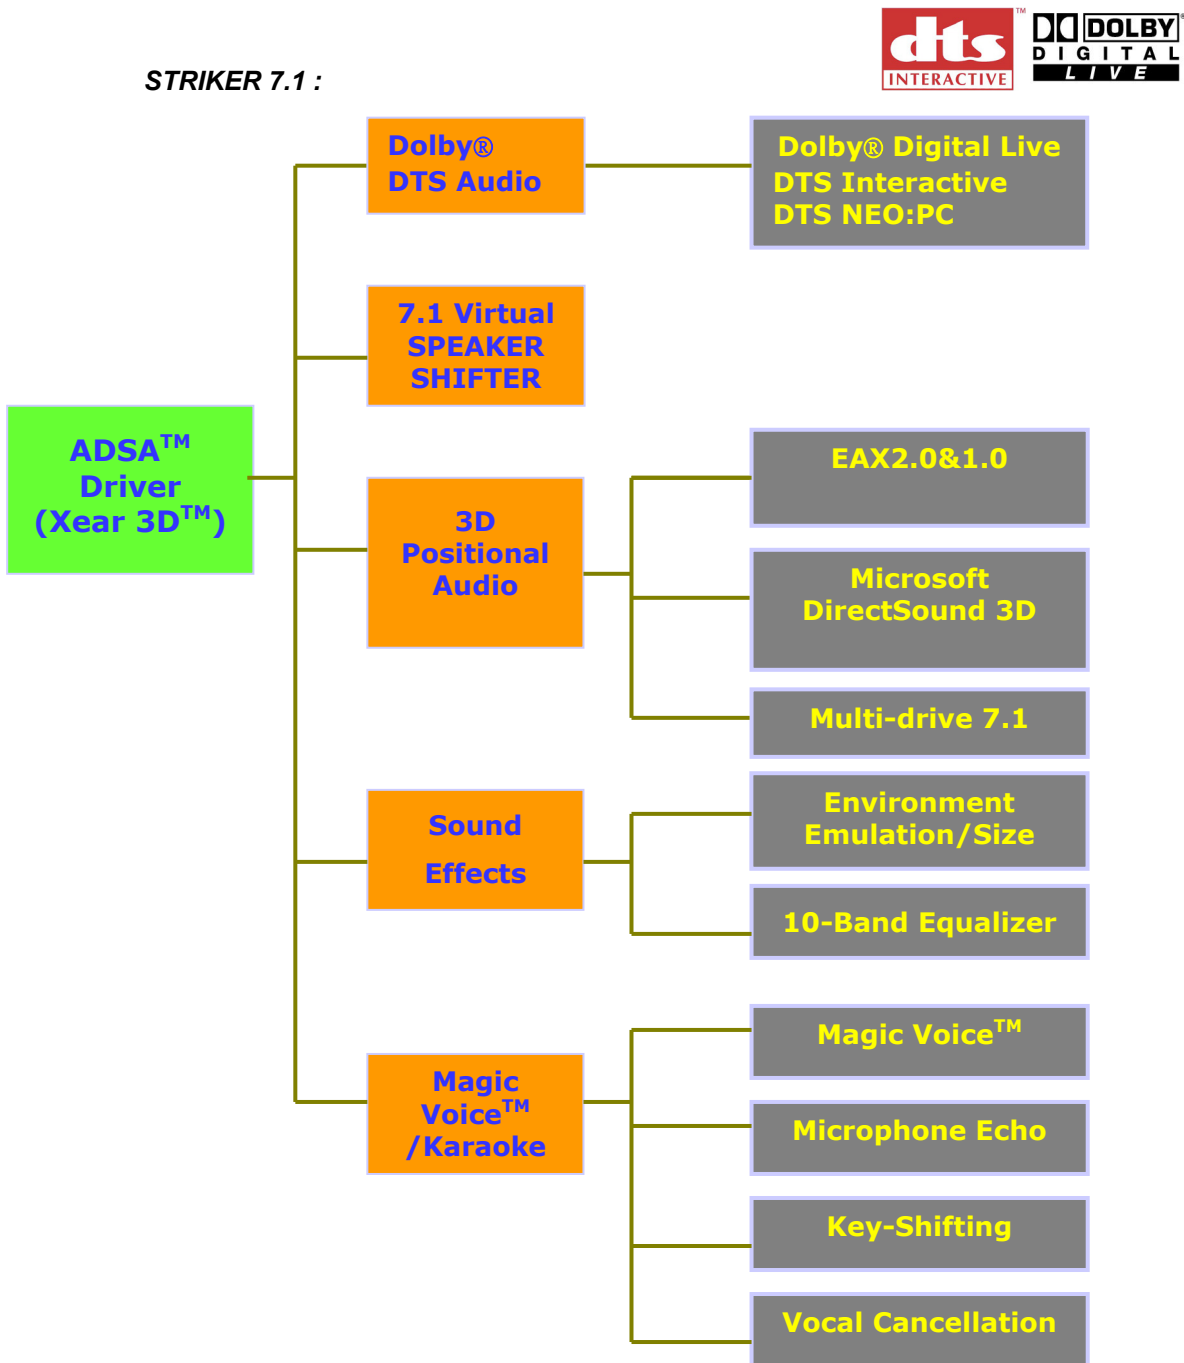 dts
INTERACTIVE
TM
DOLBY®
DIGITAL
LIVE
STRIKER 7.1 :
Dolby®
DTS Audio
Dolby® Digital Live
DTS Interactive
DTS NEO:PC
7.1 Virtual
SPEAKER
SHIFTER
ADSATM
Driver
(Xear 3DTM)
3D
Positional
Audio
EAX2.0&1.0
Microsoft
DirectSound 3D
Multi-drive 7.1
Sound
Effects
Environment
Emulation/Size
10-Band Equalizer
Magic
VoiceTM
/Karaoke
Magic VoiceTM
Microphone Echo
Key-Shifting
Vocal Cancellation